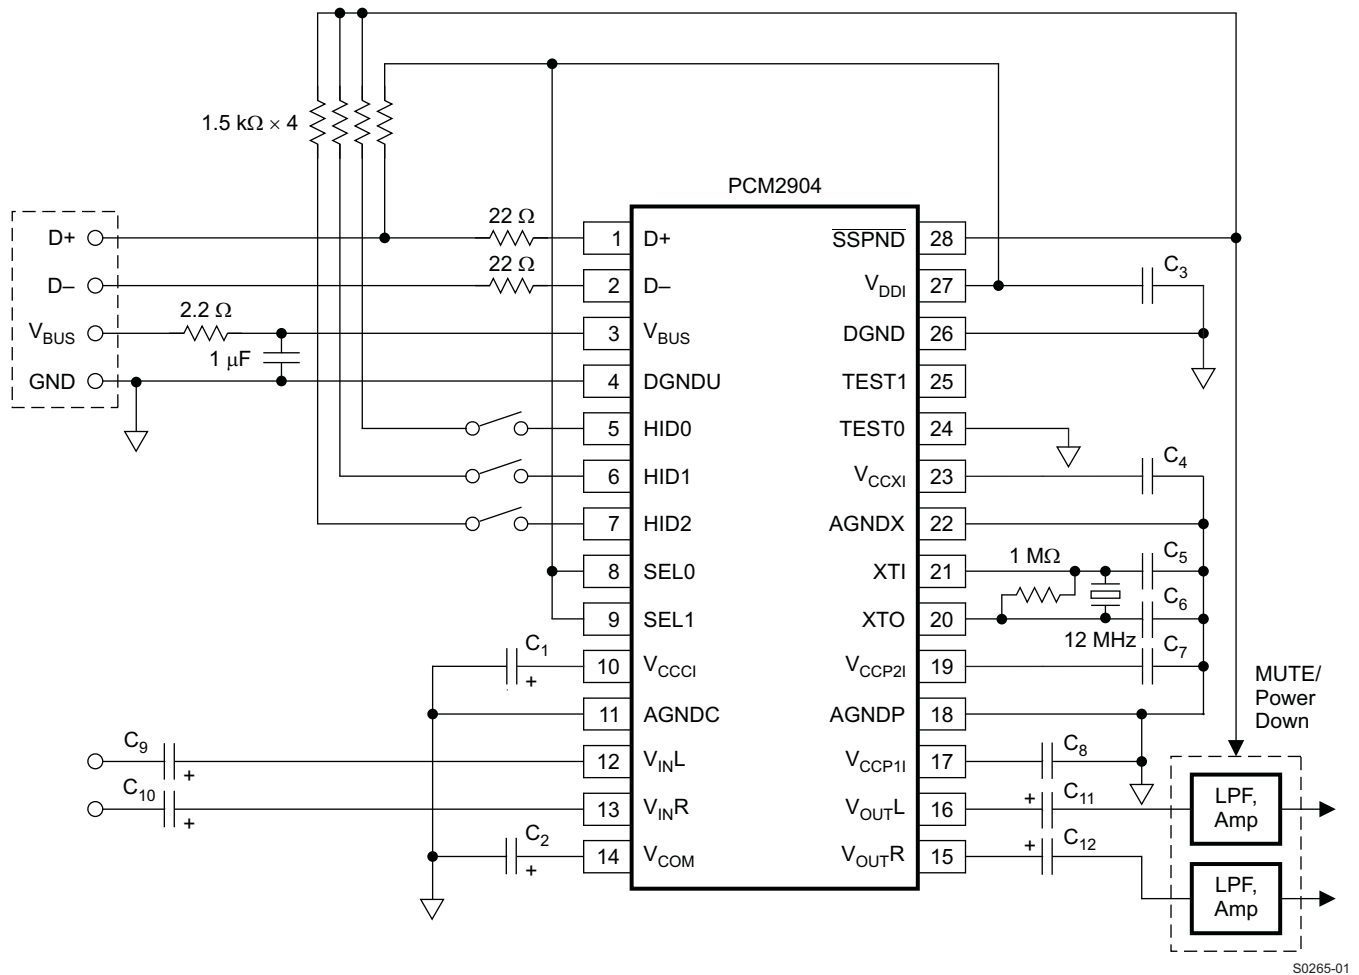 1.5 kΩ × 4
PCM2904
D+
D–
VBUS
GND
22 Ω
22 Ω
2.2 Ω
1 μF
1 D+
2 D–
3 VBUS
4 DGNDU
5 HID0
6 HID1
7 HID2
8 SEL0
9 SEL1
10 VCCCI
11 AGNDC
12 VINL
13 VINR
14 VCOM
SSPND 28
VDDI 27
DGND 26
TEST1 25
TEST0 24
VCCXI 23
AGNDX 22
XTI 21
XTO 20
VCCP2I 19
AGNDP 18
VCCP1I 17
VOUTL 16
VOUTR 15
C1
+
C9
+
C10
+
C2
+
C3
C4
1 MΩ
C5
C6
12 MHz
C7
C8
+ C11
+ C12
MUTE/
Power
Down
LPF,
Amp
LPF,
Amp
S0265-01